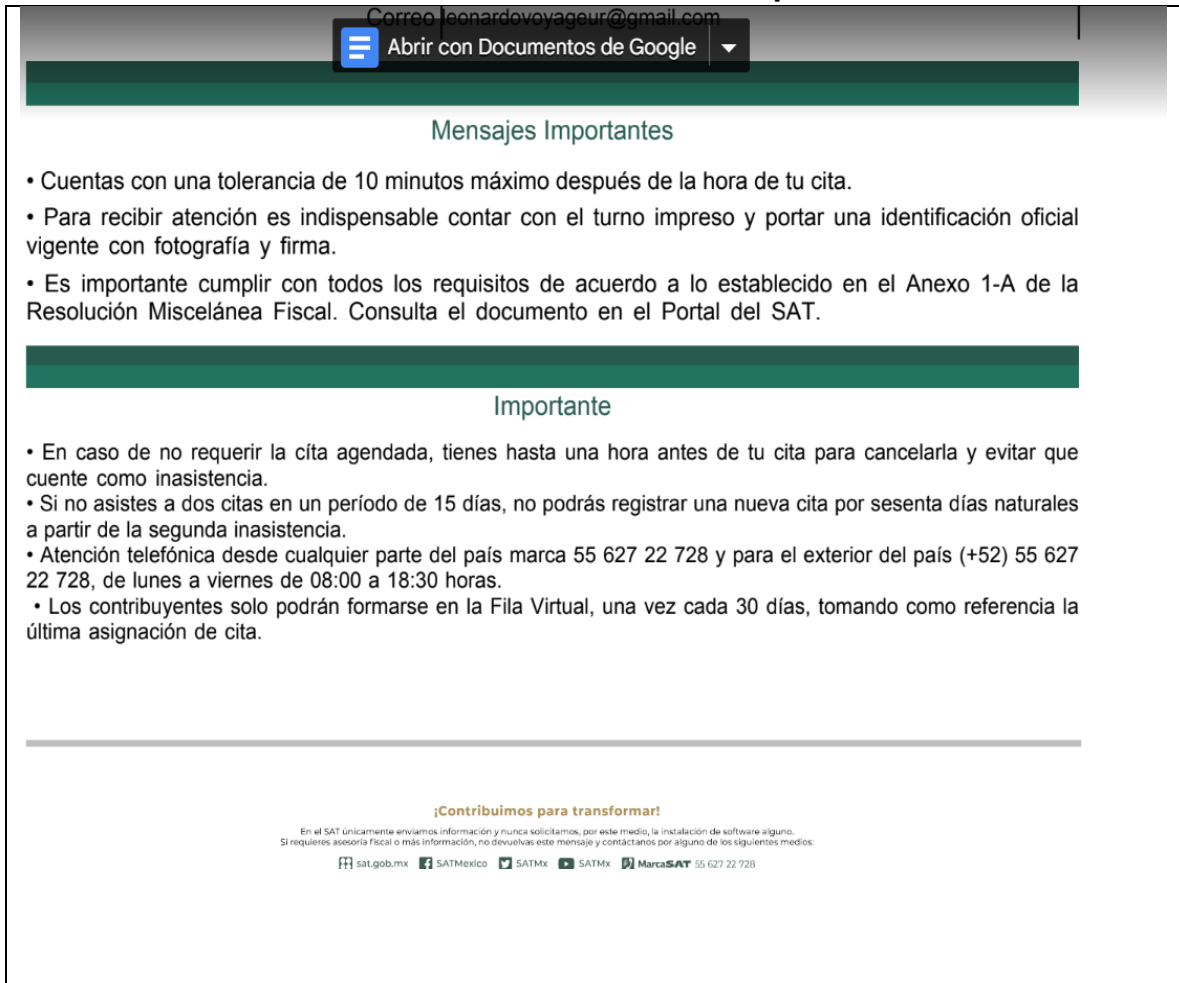 Correo leonardovoyageur@gmail.com
Abrir con Documentos de Google
Mensajes Importantes
• Cuentas con una tolerancia de 10 minutos máximo después de la hora de tu cita.
• Para recibir atención es indispensable contar con el turno impreso y portar una identificación oficial
vigente con fotografía y firma.
• Es importante cumplir con todos los requisitos de acuerdo a lo establecido en el Anexo 1-A de la
Resolución Miscelánea Fiscal. Consulta el documento en el Portal del SAT.
Importante
• En caso de no requerir la cíta agendada, tienes hasta una hora antes de tu cita para cancelarla y evitar que
cuente como inasistencia.
• Si no asistes a dos citas en un período de 15 días, no podrás registrar una nueva cita por sesenta días naturales
a partir de la segunda inasistencia.
• Atención telefónica desde cualquier parte del país marca 55 627 22 728 y para el exterior del país (+52) 55 627
22 728, de lunes a viernes de 08:00 a 18:30 horas.
• Los contribuyentes solo podrán formarse en la Fila Virtual, una vez cada 30 días, tomando como referencia la
última asignación de cita.
¡Contribuimos para transformar!
En el SAT únicamente enviamos información y nunca solicitamos, por este medio, la instalación de software alguno.
Si requieres asesoría fiscal o más información, no devuelvas este mensaje y contáctanos por alguno de los siguientes medios:
sat.gob.mx SATMexico SATMx SATMx MarcaSAT 55 627 22 728